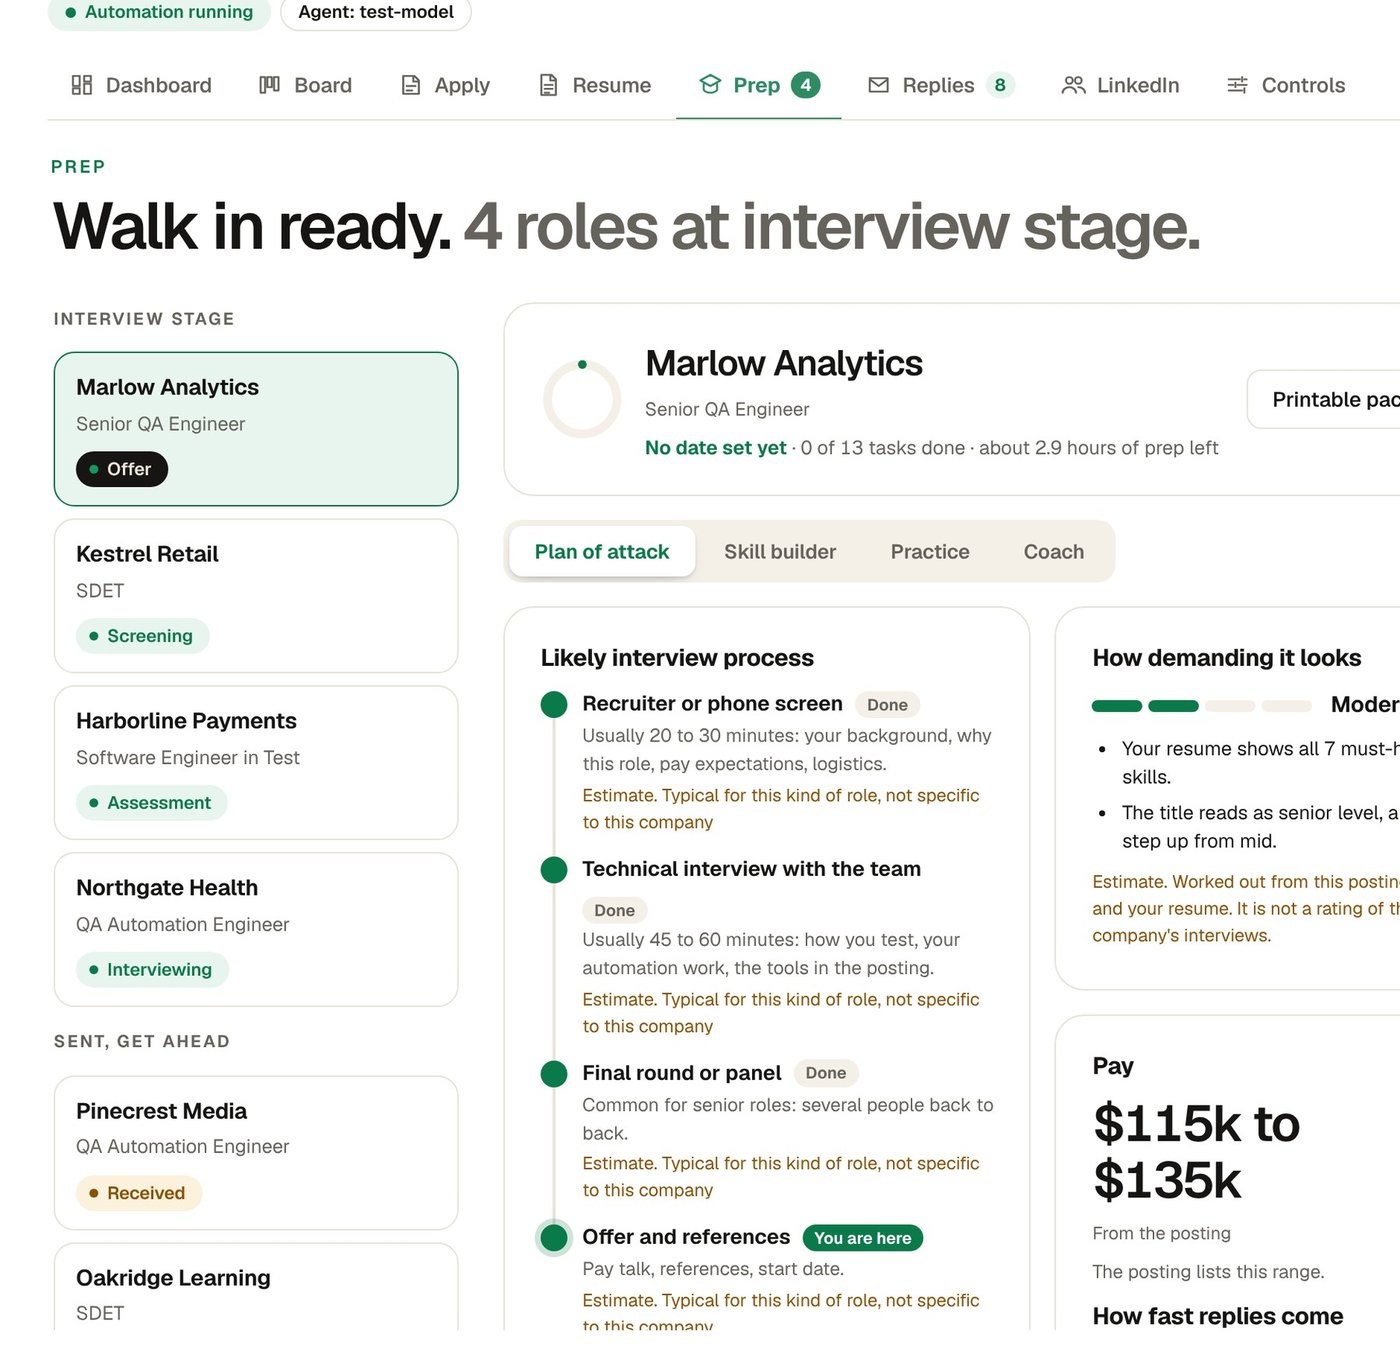 Automation running
Agent: test-model
Dashboard
Board
Apply
Resume
Prep 4
Replies 8
LinkedIn
Controls
PREP
Walk in ready. 4 roles at interview stage.
INTERVIEW STAGE
Marlow Analytics
Senior QA Engineer
Offer
Kestrel Retail
SDET
Screening
Harborline Payments
Software Engineer in Test
Assessment
Northgate Health
QA Automation Engineer
Interviewing
SENT, GET AHEAD
Pinecrest Media
QA Automation Engineer
Received
Oakridge Learning
SDET
Marlow Analytics
Senior QA Engineer
No date set yet · 0 of 13 tasks done · about 2.9 hours of prep left
Printable pac
Plan of attack
Skill builder
Practice
Coach
Likely interview process
Recruiter or phone screen Done
Usually 20 to 30 minutes: your background, why
this role, pay expectations, logistics.
Estimate. Typical for this kind of role, not specific
to this company
Technical interview with the team
Done
Usually 45 to 60 minutes: how you test, your
automation work, the tools in the posting.
Estimate. Typical for this kind of role, not specific
to this company
Final round or panel Done
Common for senior roles: several people back to
back.
Estimate. Typical for this kind of role, not specific
to this company
Offer and references You are here
Pay talk, references, start date.
Estimate. Typical for this kind of role, not specific
to this company
How demanding it looks
Moder
Your resume shows all 7 must-h
skills.
The title reads as senior level, a
step up from mid.
Estimate. Worked out from this postin
and your resume. It is not a rating of th
company's interviews.
Pay
$115k to
$135k
From the posting
The posting lists this range.
How fast replies come